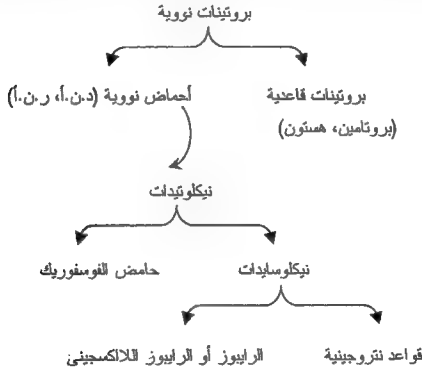 بروتينات نووية
بروتينات قاعدية
(بروتامين، هستون)
أحماض نووية (د.ن.أ، ر.ن.أ)
نيكلوتيدات
نيكلوسايدات
حامض الفوسفوريك
قواعد نتروجينية
الرايبوز أو الرايبوز اللاكسجيني